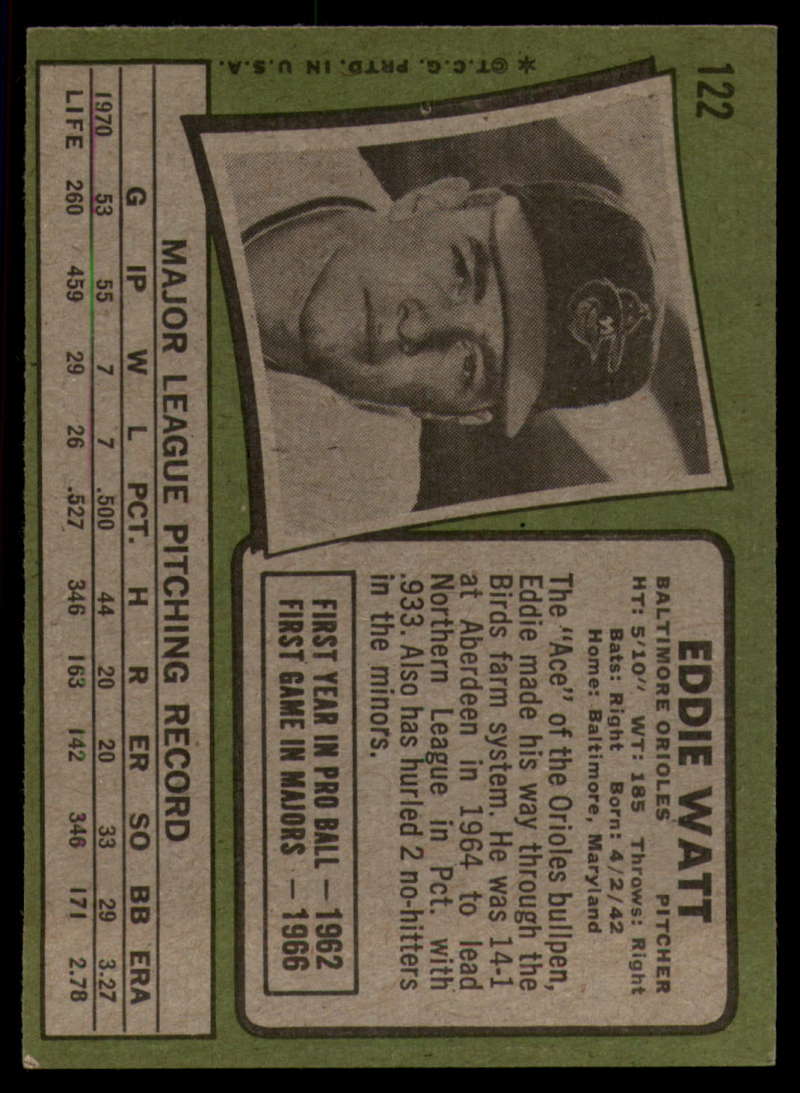 122
EDDIE WATT
BALTIMORE ORIOLES PITCHER
HT: 5'10" WT: 185 Throws: Right
Bats: Right Born: 4/2/42
Home: Baltimore, Maryland
The "Ace" of the Orioles bullpen,
Eddie made his way through the
Birds farm system. He was 14-1
at Aberdeen in 1964 to lead
Northern League in Pct. with
.933. Also has hurled 2 no-hitters
in the minors.
FIRST YEAR IN PRO BALL — 1962
FIRST GAME IN MAJORS — 1966
✶ ©T.C.G. PRTD. IN U.S.A.
MAJOR LEAGUE PITCHING RECORD
G IP W L PCT. H R ER SO BB ERA
1970 53 55 7 7 .500 44 20 20 33 29 3.27
LIFE 260 459 29 26 .527 346 163 142 346 171 2.78